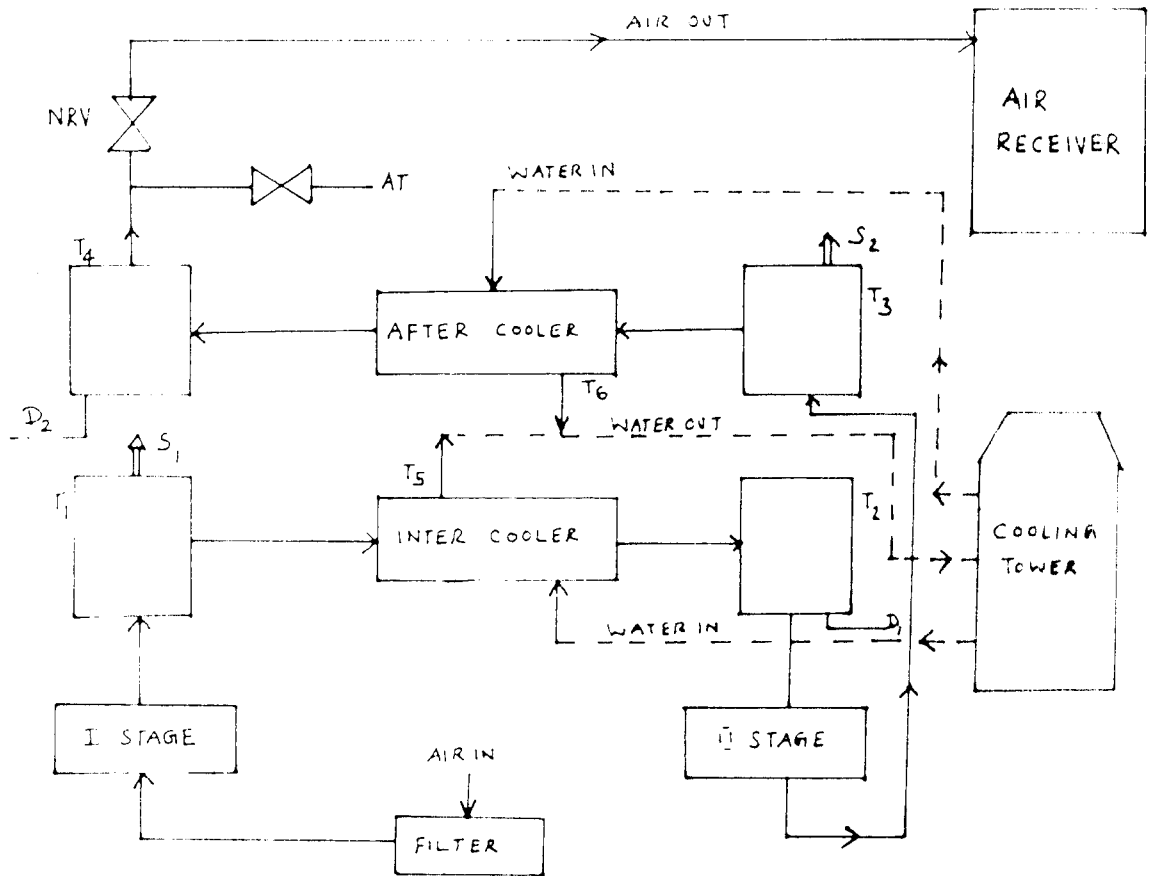 AIR OUT
NRV
AIR
RECEIVER
WATER IN
AT
T4
S2
T3
AFTER COOLER
T6
D2
S1
WATER OUT
T5
T1
T2
INTER COOLER
COOLING
TOWER
D1
WATER IN
I STAGE
II STAGE
AIR IN
FILTER